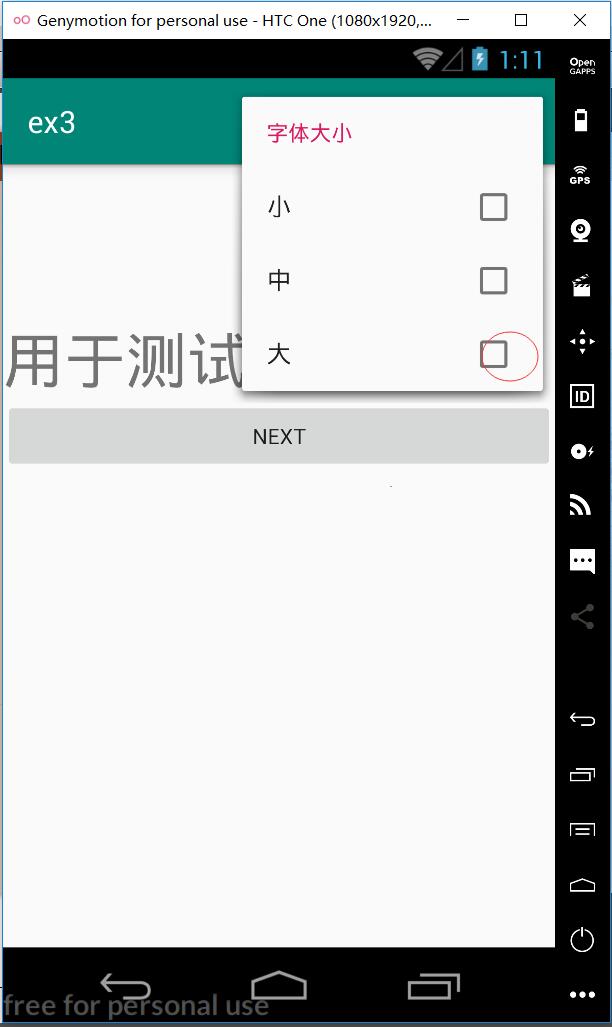 Genymotion for personal use - HTC One (1080x1920,...
1:11
Open
GAPPS
ex3
字体大小
GPS
小
中
用于测试
大
ID
NEXT
free for personal use